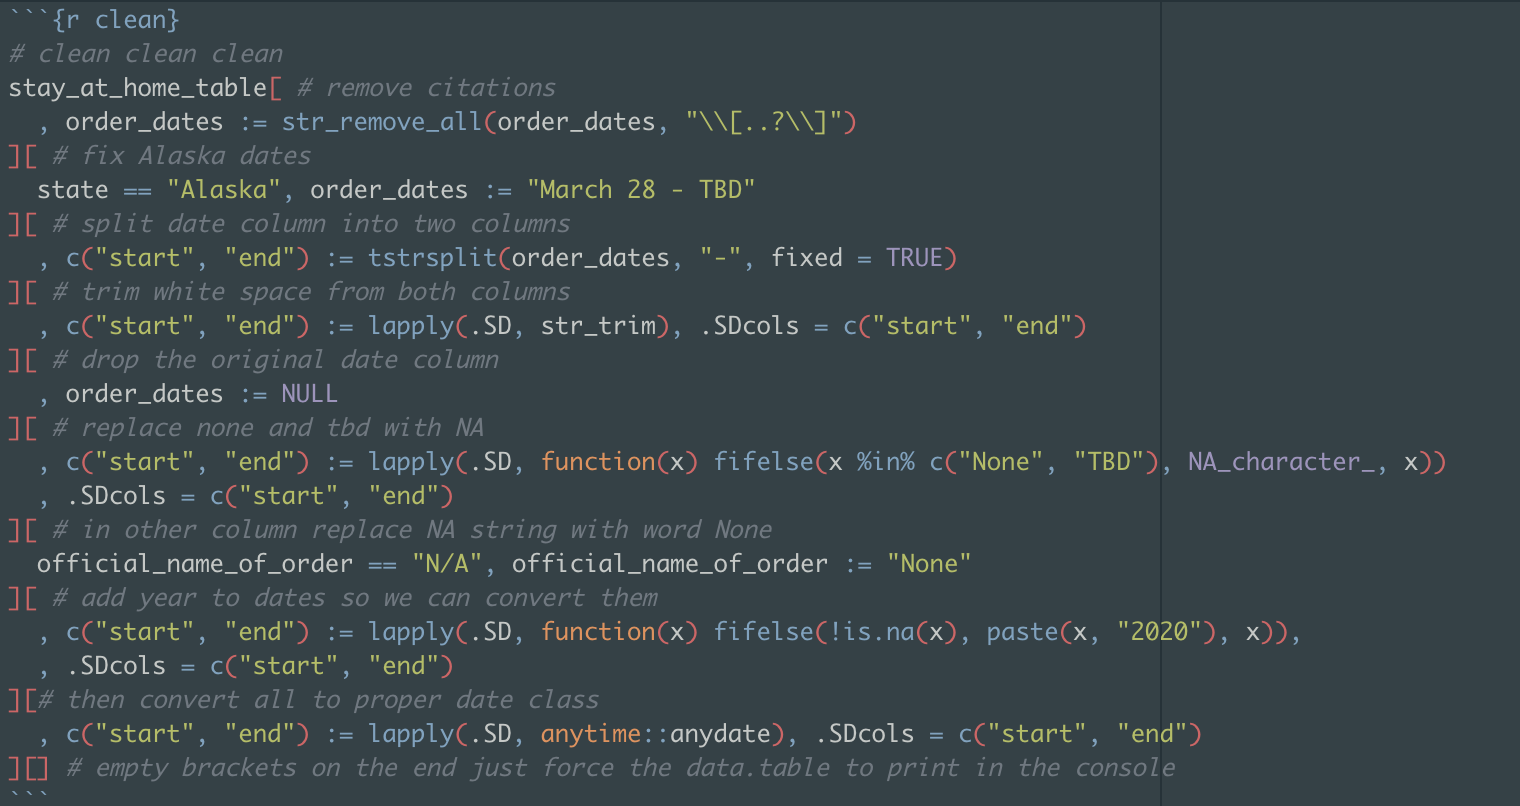 ```{r clean}
# clean clean clean
stay_at_home_table[ # remove citations
  , order_dates := str_remove_all(order_dates, "\\[..?\\]")
][ # fix Alaska dates
  state == "Alaska", order_dates := "March 28 - TBD"
][ # split date column into two columns
  , c("start", "end") := tstrsplit(order_dates, "-", fixed = TRUE)
][ # trim white space from both columns
  , c("start", "end") := lapply(.SD, str_trim), .SDcols = c("start", "end")
][ # drop the original date column
  , order_dates := NULL
][ # replace none and tbd with NA
  , c("start", "end") := lapply(.SD, function(x) fifelse(x %in% c("None", "TBD"), NA_character_, x))
  , .SDcols = c("start", "end")
][ # in other column replace NA string with word None
  official_name_of_order == "N/A", official_name_of_order := "None"
][ # add year to dates so we can convert them
  , c("start", "end") := lapply(.SD, function(x) fifelse(!is.na(x), paste(x, "2020"), x)),
  , .SDcols = c("start", "end")
][# then convert all to proper date class
  , c("start", "end") := lapply(.SD, anytime::anydate), .SDcols = c("start", "end")
][] # empty brackets on the end just force the data.table to print in the console
```